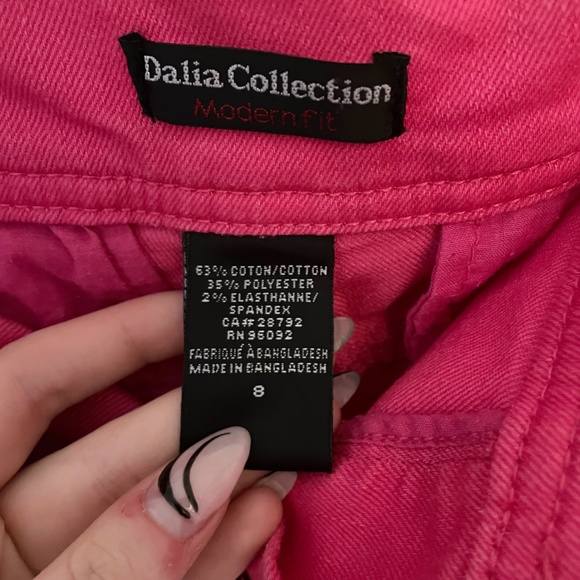 Dalia Collection
Modern Fit
63% COTON/COTTON
35% POLYESTER
2% ELASTHANNE/
SPANDEX
CA# 28792
RN 96092
FABRIQUÉ À BANGLADESH
MADE IN BANGLADESH
8